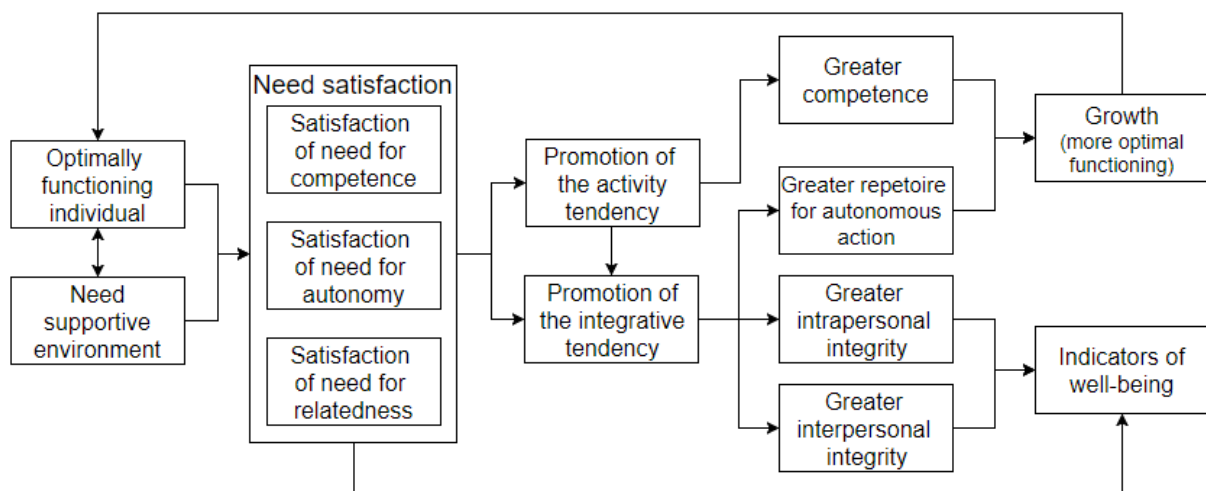 Optimally
functioning
individual
Need
supportive
environment
Need satisfaction
Satisfaction
of need for
competence
Satisfaction
of need for
autonomy
Satisfaction
of need for
relatedness
Promotion of
the activity
tendency
Promotion of
the integrative
tendency
Greater
competence
Greater repetoire
for autonomous
action
Greater
intrapersonal
integrity
Greater
interpersonal
integrity
Growth
(more optimal
functioning)
Indicators of
well-being